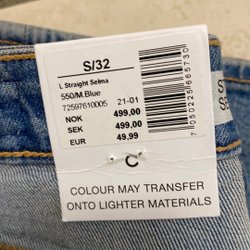 S/32
L Straight Selma
550/M.Blue
72597610005 21-01
NOK 499,00
SEK 499,00
EUR 49,99
7050225665730
C
COLOUR MAY TRANSFER
ONTO LIGHTER MATERIALS